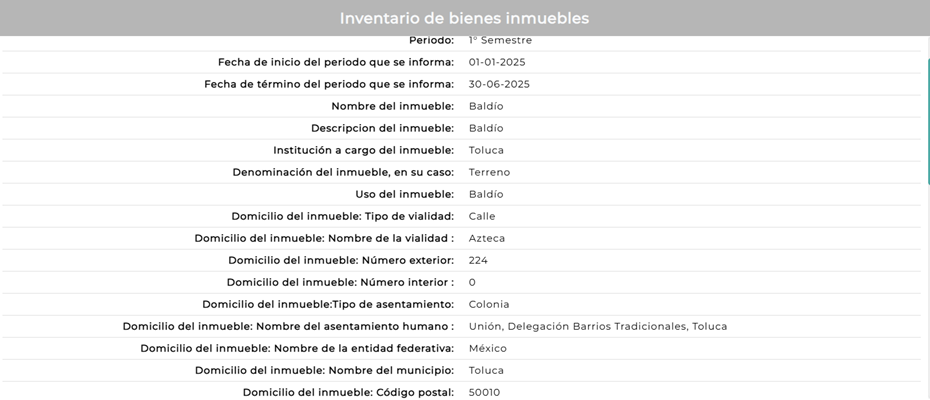 Inventario de bienes inmuebles
Periodo: 1° Semestre
Fecha de inicio del periodo que se informa: 01-01-2025
Fecha de término del periodo que se informa: 30-06-2025
Nombre del inmueble: Baldío
Descripcion del inmueble: Baldío
Institución a cargo del inmueble: Toluca
Denominación del inmueble, en su caso: Terreno
Uso del inmueble: Baldío
Domicilio del inmueble: Tipo de vialidad: Calle
Domicilio del inmueble: Nombre de la vialidad : Azteca
Domicilio del inmueble: Número exterior: 224
Domicilio del inmueble: Número interior : 0
Domicilio del inmueble:Tipo de asentamiento: Colonia
Domicilio del inmueble: Nombre del asentamiento humano : Unión, Delegación Barrios Tradicionales, Toluca
Domicilio del inmueble: Nombre de la entidad federativa: México
Domicilio del inmueble: Nombre del municipio: Toluca
Domicilio del inmueble: Código postal: 50010